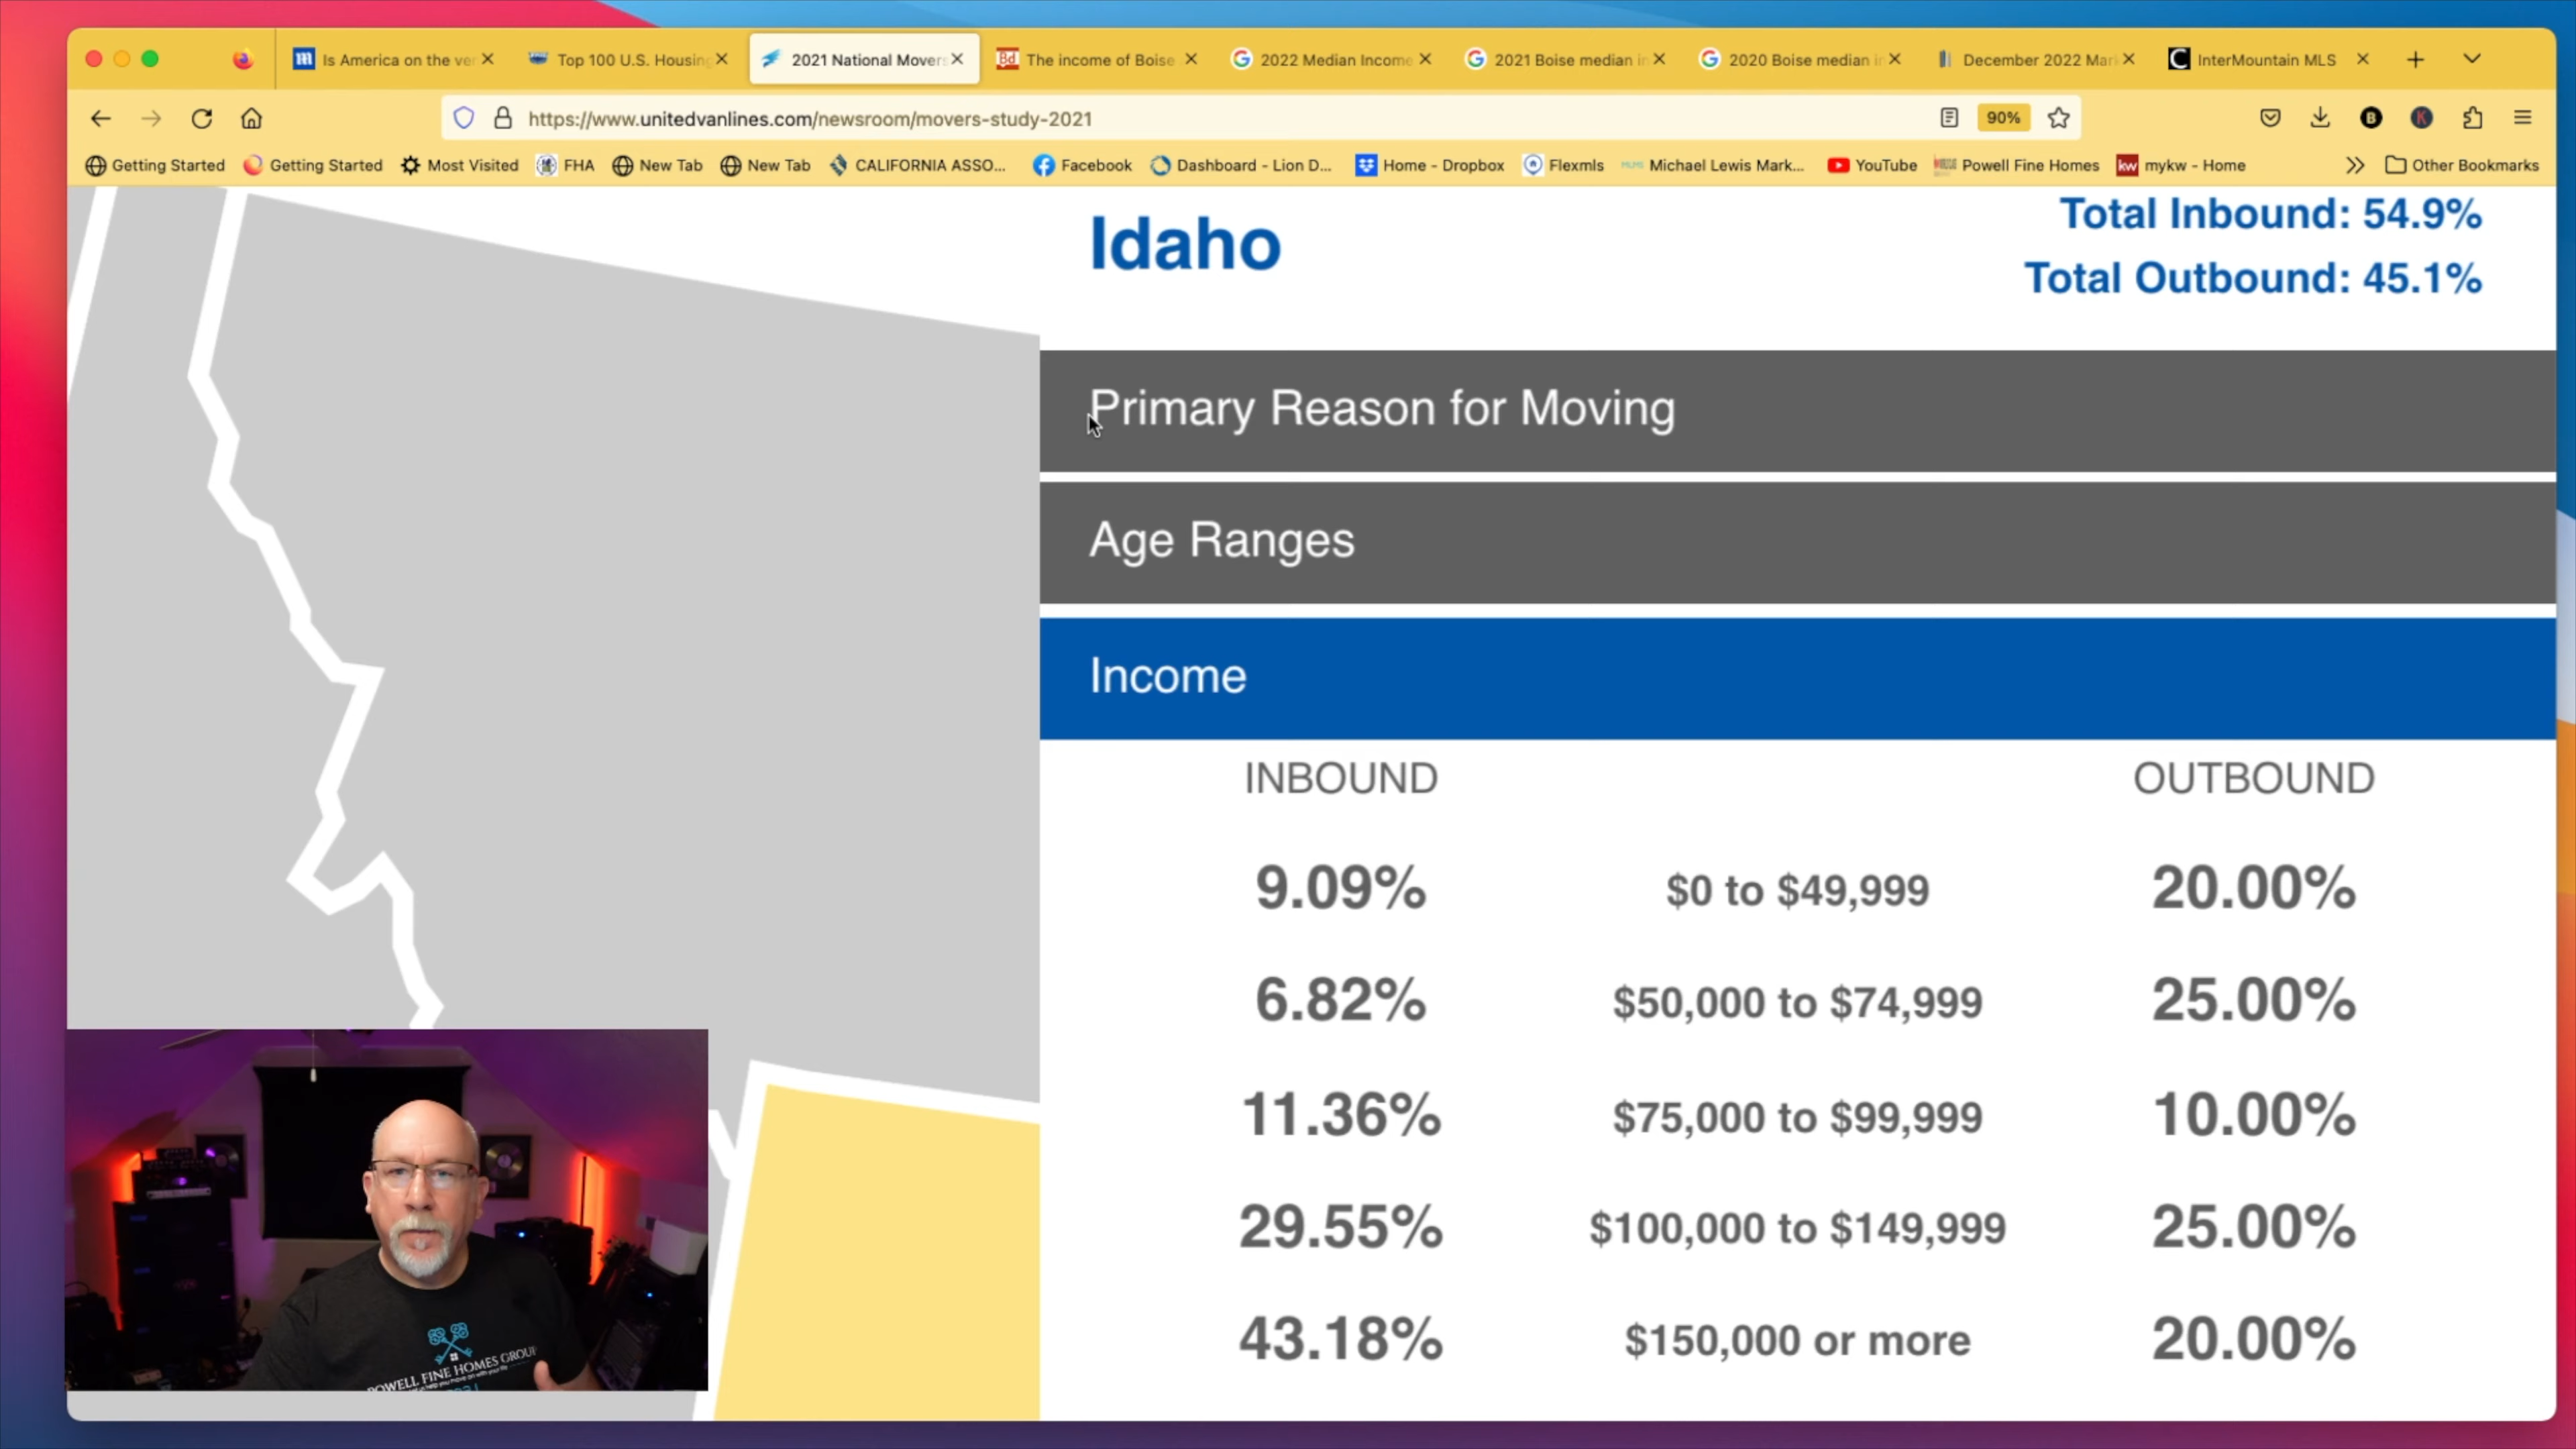 Is America on the ve
Top 100 U.S. Housing
2021 National Movers
The income of Boise
2022 Median Income
2021 Boise median in
2020 Boise median in
December 2022 Mar
InterMountain MLS
https://www.unitedvanlines.com/newsroom/movers-study-2021
90%
Getting Started
Getting Started
Most Visited
FHA
New Tab
New Tab
CALIFORNIA ASSO...
Facebook
Dashboard - Lion D...
Home - Dropbox
Flexmls
Michael Lewis Mark...
YouTube
Powell Fine Homes
kw
mykw - Home
Other Bookmarks
Idaho
Total Inbound: 54.9%
Total Outbound: 45.1%
Primary Reason for Moving
Age Ranges
Income
INBOUND OUTBOUND
9.09% $0 to $49,999 20.00%
6.82% $50,000 to $74,999 25.00%
11.36% $75,000 to $99,999 10.00%
29.55% $100,000 to $149,999 25.00%
43.18% $150,000 or more 20.00%
POWELL FINE HOMES GROUP